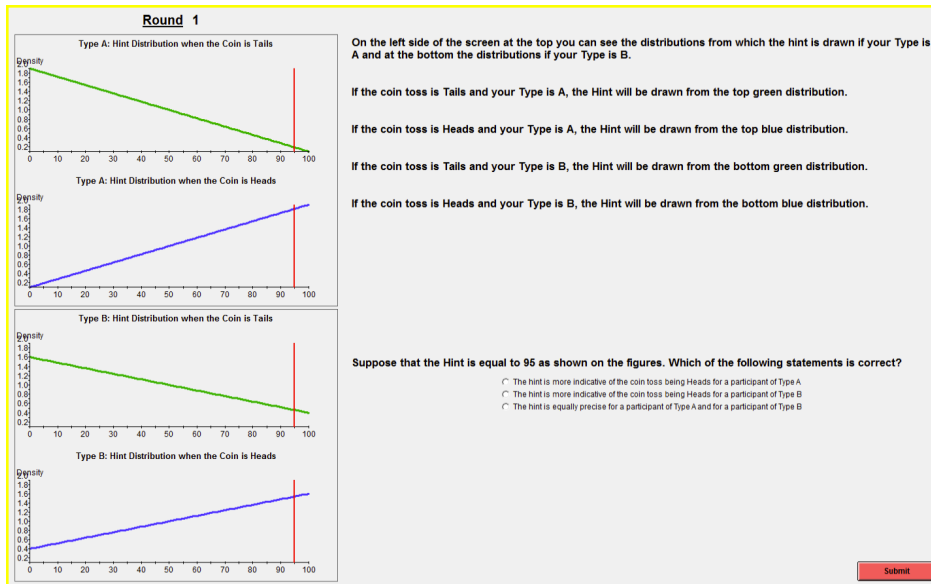 Round 1
Type A: Hint Distribution when the Coin is Tails
Density
2.0
1.8
1.6
1.4
1.2
1.0
0.8
0.6
0.4
0.2
0 10 20 30 40 50 60 70 80 90 100
Type A: Hint Distribution when the Coin is Heads
Density
2.0
1.8
1.6
1.4
1.2
1.0
0.8
0.6
0.4
0.2
0 10 20 30 40 50 60 70 80 90 100
Type B: Hint Distribution when the Coin is Tails
Density
2.0
1.8
1.6
1.4
1.2
1.0
0.8
0.6
0.4
0.2
0 10 20 30 40 50 60 70 80 90 100
Type B: Hint Distribution when the Coin is Heads
Density
2.0
1.8
1.6
1.4
1.2
1.0
0.8
0.6
0.4
0.2
0 10 20 30 40 50 60 70 80 90 100
On the left side of the screen at the top you can see the distributions from which the hint is drawn if your Type is
A and at the bottom the distributions if your Type is B.
If the coin toss is Tails and your Type is A, the Hint will be drawn from the top green distribution.
If the coin toss is Heads and your Type is A, the Hint will be drawn from the top blue distribution.
If the coin toss is Tails and your Type is B, the Hint will be drawn from the bottom green distribution.
If the coin toss is Heads and your Type is B, the Hint will be drawn from the bottom blue distribution.
Suppose that the Hint is equal to 95 as shown on the figures. Which of the following statements is correct?
The hint is more indicative of the coin toss being Heads for a participant of Type A
The hint is more indicative of the coin toss being Heads for a participant of Type B
The hint is equally precise for a participant of Type A and for a participant of Type B
Submit